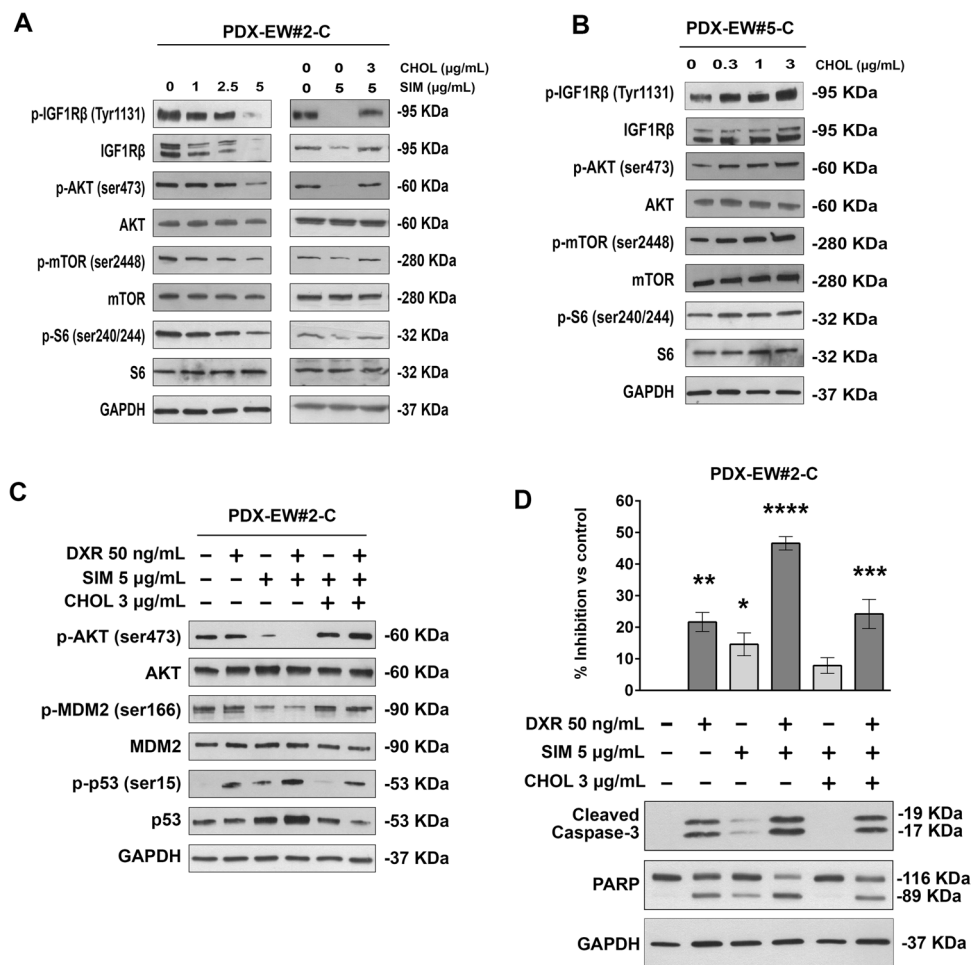 A
PDX-EW#2-C
0 0 3 CHOL (µg/mL)
0 1 2.5 5 0 5 5 SIM (µg/mL)
p-IGF1Rβ (Tyr1131) -95 KDa
IGF1Rβ -95 KDa
p-AKT (ser473) -60 KDa
AKT -60 KDa
p-mTOR (ser2448) -280 KDa
mTOR -280 KDa
p-S6 (ser240/244) -32 KDa
S6 -32 KDa
GAPDH -37 KDa
B
PDX-EW#5-C
0 0.3 1 3 CHOL (µg/mL)
p-IGF1Rβ (Tyr1131) -95 KDa
IGF1Rβ -95 KDa
p-AKT (ser473) -60 KDa
AKT -60 KDa
p-mTOR (ser2448) -280 KDa
mTOR -280 KDa
p-S6 (ser240/244) -32 KDa
S6 -32 KDa
GAPDH -37 KDa
C
PDX-EW#2-C
DXR 50 ng/mL – + – + – +
SIM 5 µg/mL – – + + + +
CHOL 3 µg/mL – – – – + +
p-AKT (ser473) -60 KDa
AKT -60 KDa
p-MDM2 (ser166) -90 KDa
MDM2 -90 KDa
p-p53 (ser15) -53 KDa
p53 -53 KDa
GAPDH -37 KDa
D
PDX-EW#2-C
% Inhibition vs control
60
50
40
30
20
10
0
** * **** ***
DXR 50 ng/mL – + – + – +
SIM 5 µg/mL – – + + + +
CHOL 3 µg/mL – – – – + +
Cleaved Caspase-3
-19 KDa
-17 KDa
PARP
-116 KDa
-89 KDa
GAPDH -37 KDa